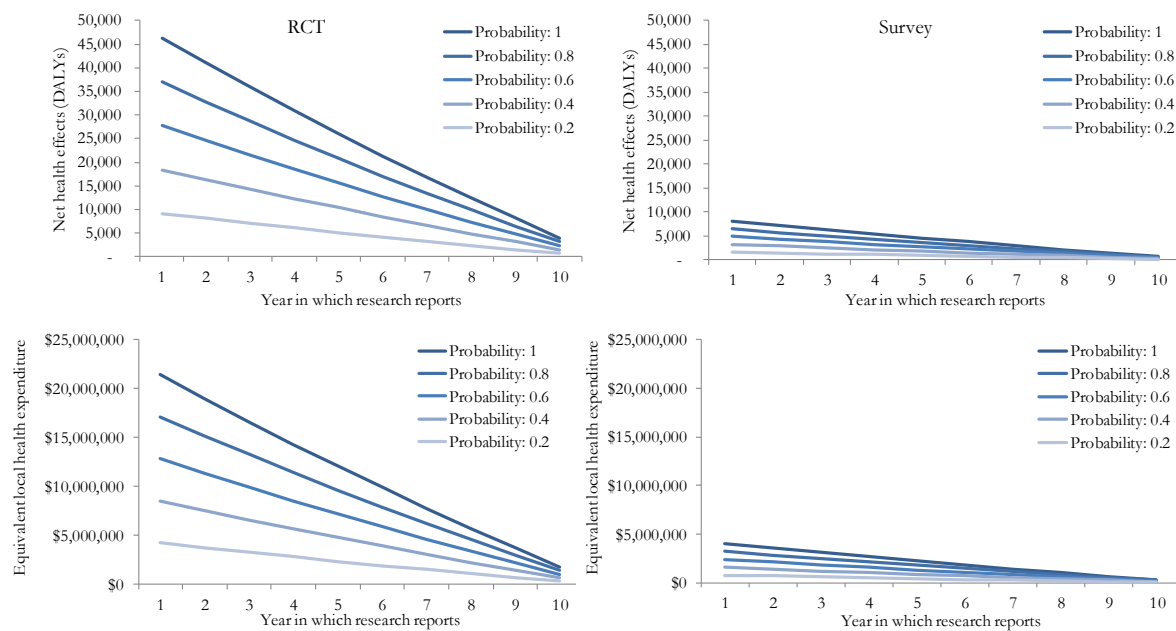 RCT
Net health effects (DALYs)
50,000
45,000
40,000
35,000
30,000
25,000
20,000
15,000
10,000
5,000
-
Probability: 1
Probability: 0.8
Probability: 0.6
Probability: 0.4
Probability: 0.2
1 2 3 4 5 6 7 8 9 10
Year in which research reports
Survey
Net health effects (DALYs)
50,000
45,000
40,000
35,000
30,000
25,000
20,000
15,000
10,000
5,000
-
Probability: 1
Probability: 0.8
Probability: 0.6
Probability: 0.4
Probability: 0.2
1 2 3 4 5 6 7 8 9 10
Year in which research reports
Equivalent local health expenditure
$25,000,000
$20,000,000
$15,000,000
$10,000,000
$5,000,000
$0
Probability: 1
Probability: 0.8
Probability: 0.6
Probability: 0.4
Probability: 0.2
1 2 3 4 5 6 7 8 9 10
Year in which research reports
Equivalent local health expenditure
$25,000,000
$20,000,000
$15,000,000
$10,000,000
$5,000,000
$0
Probability: 1
Probability: 0.8
Probability: 0.6
Probability: 0.4
Probability: 0.2
1 2 3 4 5 6 7 8 9 10
Year in which research reports